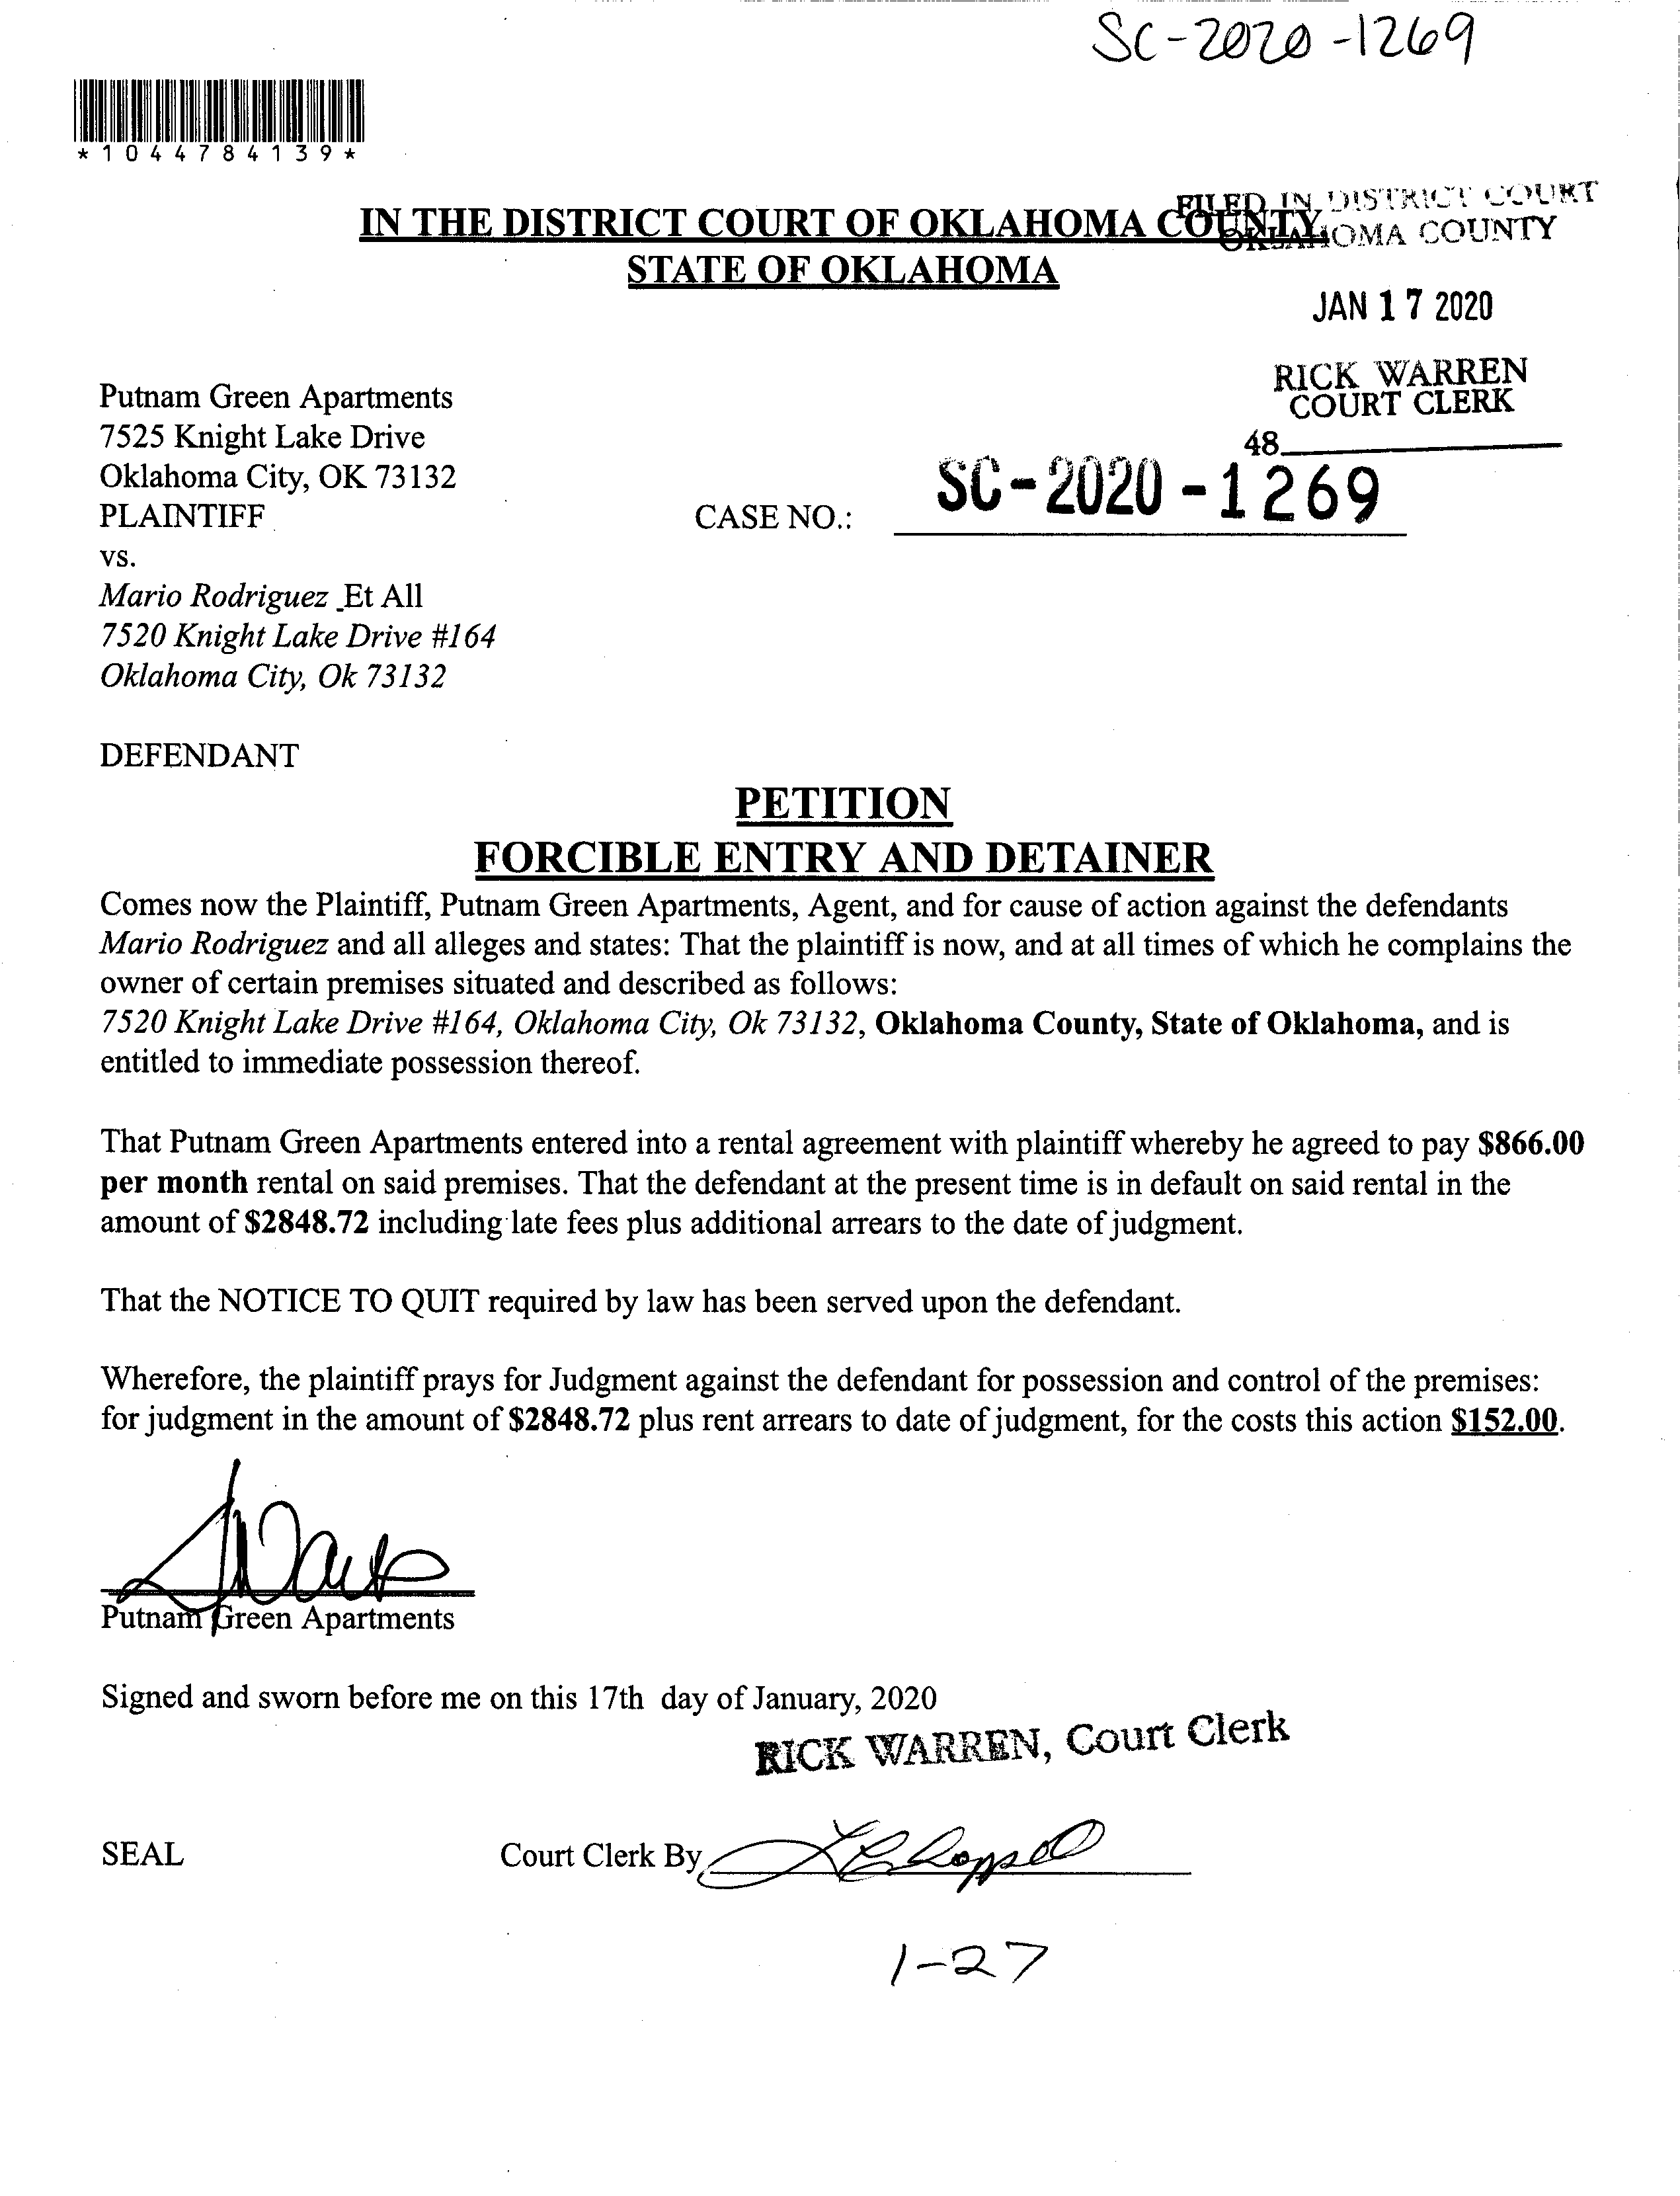 SC-2020-1269
*1044784139*
IN THE DISTRICT COURT OF OKLAHOMA COUNTY,
STATE OF OKLAHOMA
FILED IN DISTRICT COURT
OKLAHOMA COUNTY
JAN 17 2020
RICK WARREN
COURT CLERK
48
Putnam Green Apartments
7525 Knight Lake Drive
Oklahoma City, OK 73132
PLAINTIFF
CASE NO.: SC-2020-1269
vs.
Mario Rodriguez Et All
7520 Knight Lake Drive #164
Oklahoma City, Ok 73132
DEFENDANT
PETITION
FORCIBLE ENTRY AND DETAINER
Comes now the Plaintiff, Putnam Green Apartments, Agent, and for cause of action against the defendants
Mario Rodriguez and all alleges and states: That the plaintiff is now, and at all times of which he complains the
owner of certain premises situated and described as follows:
7520 Knight Lake Drive #164, Oklahoma City, Ok 73132, Oklahoma County, State of Oklahoma, and is
entitled to immediate possession thereof.
That Putnam Green Apartments entered into a rental agreement with plaintiff whereby he agreed to pay $866.00
per month rental on said premises. That the defendant at the present time is in default on said rental in the
amount of $2848.72 including late fees plus additional arrears to the date of judgment.
That the NOTICE TO QUIT required by law has been served upon the defendant.
Wherefore, the plaintiff prays for Judgment against the defendant for possession and control of the premises:
for judgment in the amount of $2848.72 plus rent arrears to date of judgment, for the costs this action $152.00.
Putnam Green Apartments
Signed and sworn before me on this 17th day of January, 2020
RICK WARREN, Court Clerk
SEAL
Court Clerk By
1-27